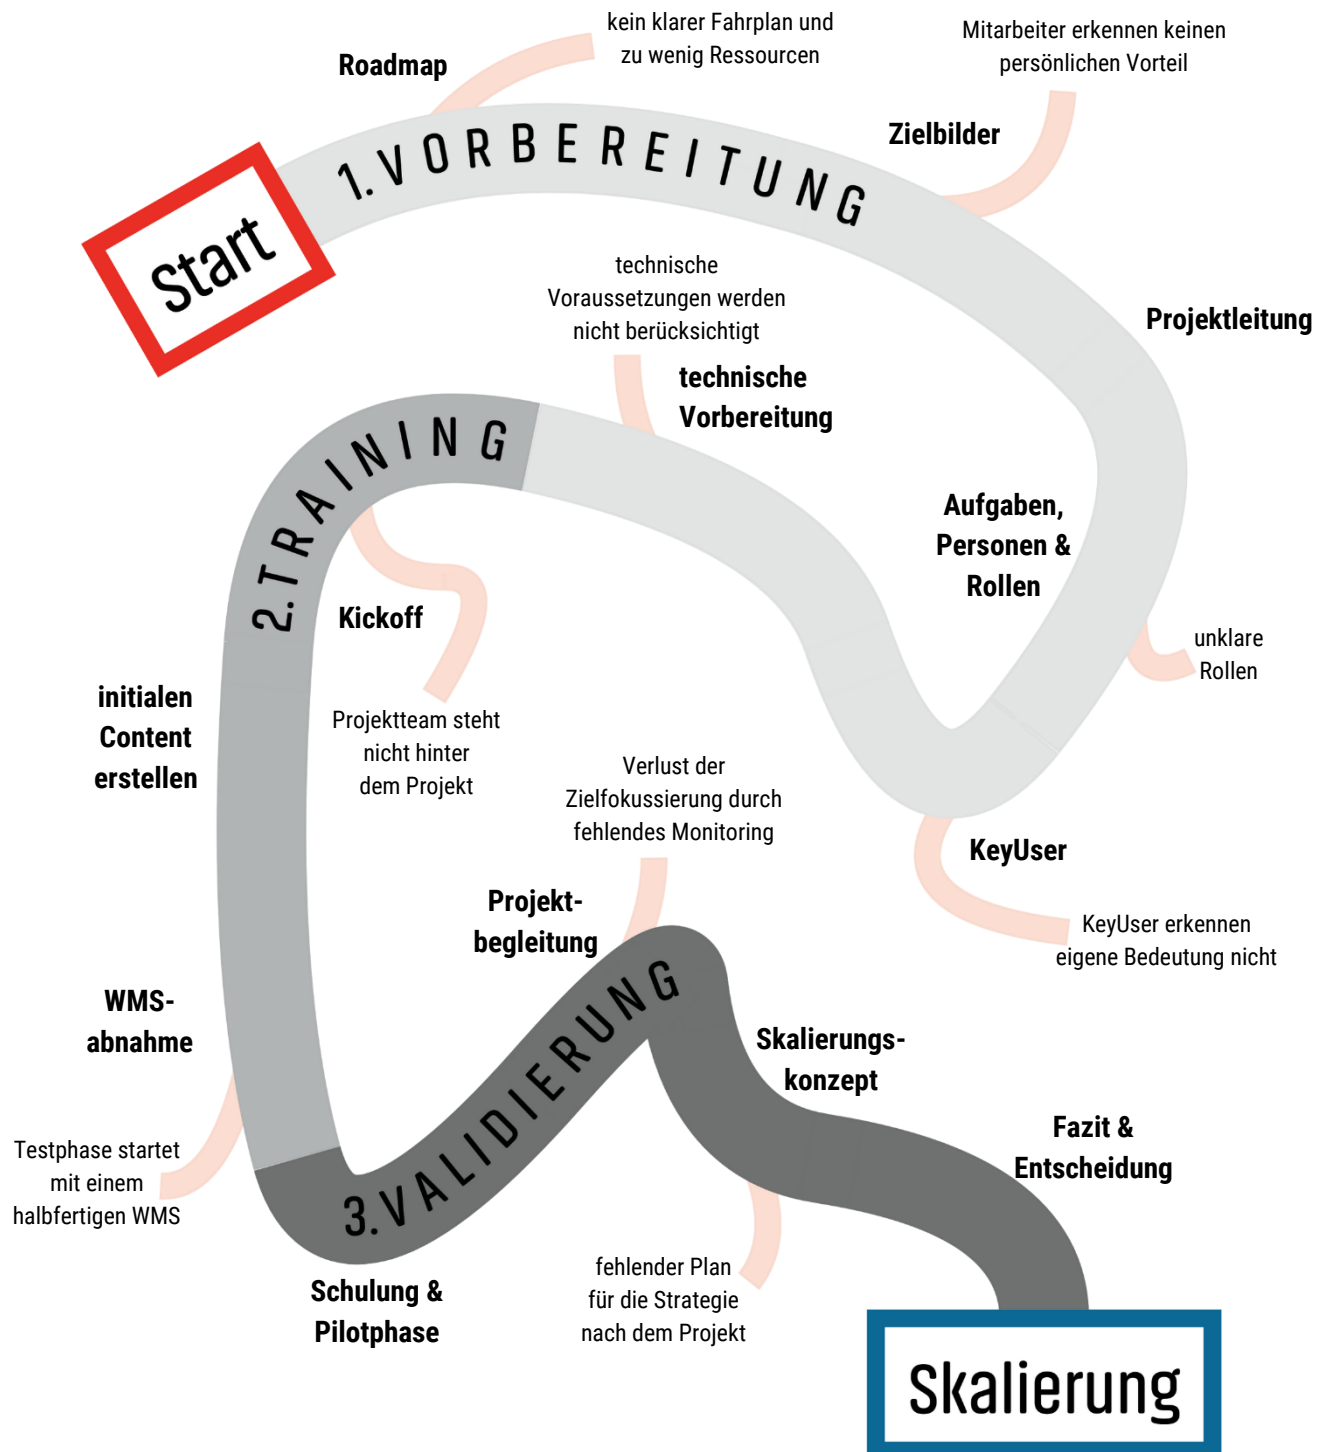 kein klarer Fahrplan und
zu wenig Ressourcen
Mitarbeiter erkennen keinen
persönlichen Vorteil
Roadmap
Zielbilder
1. VORBEREITUNG
Start
technische
Voraussetzungen werden
nicht berücksichtigt
Projektleitung
technische
Vorbereitung
2. TRAINING
Aufgaben,
Personen &
Rollen
Kickoff
unklare
Rollen
initialen
Content
erstellen
Projektteam steht
nicht hinter
dem Projekt
Verlust der
Zielfokussierung durch
fehlendes Monitoring
KeyUser
Projekt-
begleitung
KeyUser erkennen
eigene Bedeutung nicht
WMS-
abnahme
3. VALIDIERUNG
Skalierungs-
konzept
Testphase startet
mit einem
halbfertigen WMS
Fazit &
Entscheidung
Schulung &
Pilotphase
fehlender Plan
für die Strategie
nach dem Projekt
Skalierung